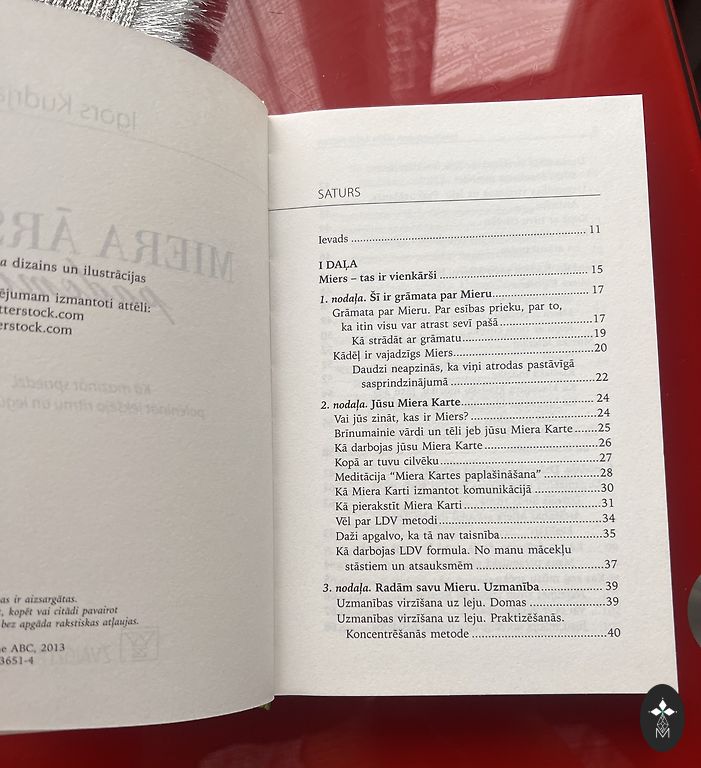 a dizains un ilustrācijas
ējumam izmantoti attēli:
tterstock.com
erstock.com
as ir aizsargātas.
, kopēt vai citādi pavairot
bez apgāda rakstiskas atļaujas.
ne ABC, 2013
3651-4
SATURS
Ievads 11
I DAĻA
Miers – tas ir vienkārši 15
1. nodaļa. Šī ir grāmata par Mieru 17
Grāmata par Mieru. Par esības prieku, par to,
ka itin visu var atrast sevī pašā 17
Kā strādāt ar grāmatu 19
Kādēļ ir vajadzīgs Miers 20
Daudzi neapzinās, ka viņi atrodas pastāvīgā
sasprindzinājumā 22
2. nodaļa. Jūsu Miera Karte 24
Vai jūs zināt, kas ir Miers? 24
Brīnumainie vārdi un tēli jeb jūsu Miera Karte 25
Kā darbojas jūsu Miera Karte 26
Kopā ar tuvu cilvēku 27
Meditācija “Miera Kartes paplašināšana” 28
Kā Miera Karti izmantot komunikācijā 30
Kā pierakstīt Miera Karti 31
Vēl par LDV metodi 34
Daži apgalvo, ka tā nav taisnība 35
Kā darbojas LDV formula. No manu mācekļu
stāstiem un atsauksmēm 37
3. nodaļa. Radām savu Mieru. Uzmanība 39
Uzmanības virzīšana uz leju. Domas 39
Uzmanības virzīšana uz leju. Praktizēšanās.
Koncentrēšanās metode 40
M